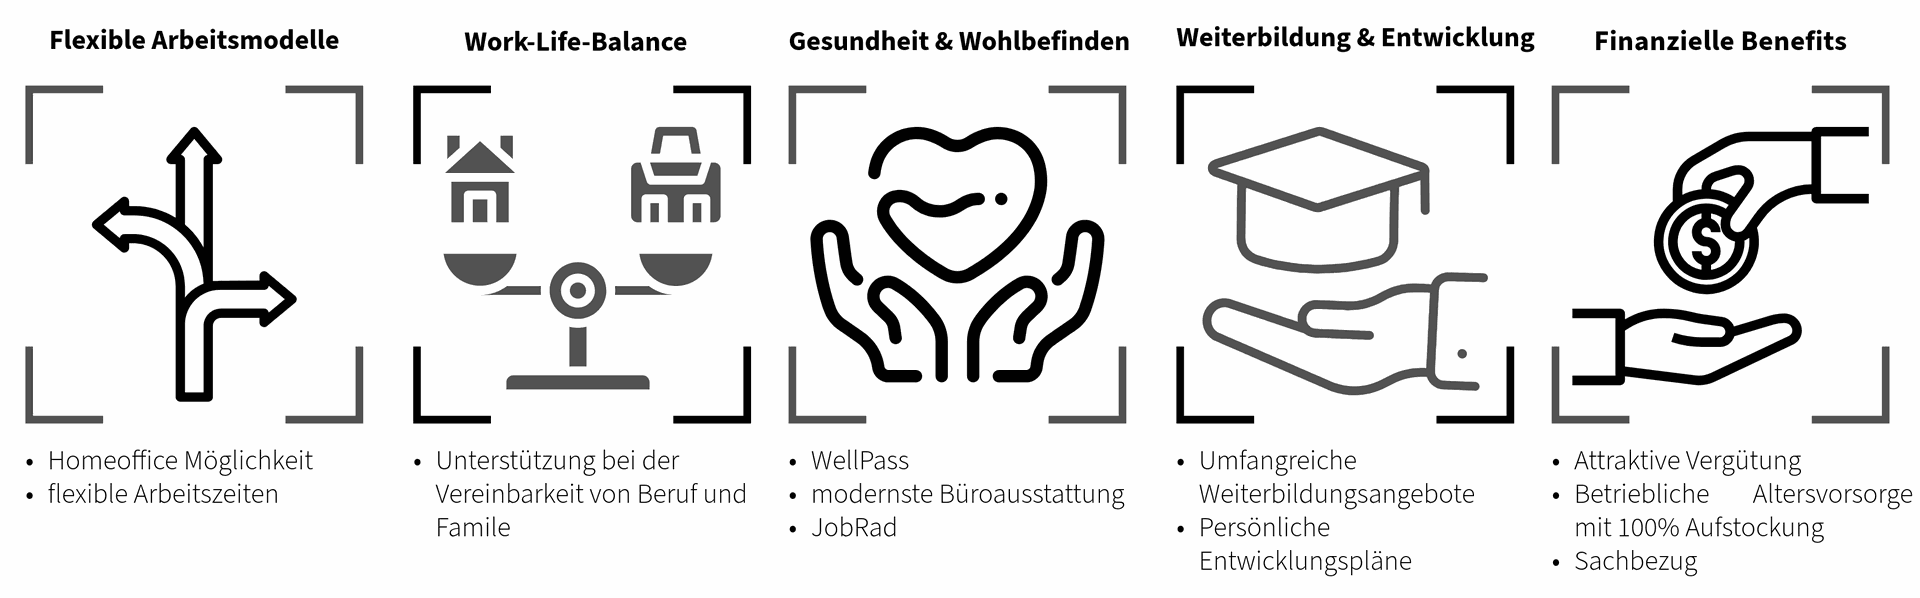 Flexible Arbeitsmodelle
• Homeoffice Möglichkeit
• flexible Arbeitszeiten
Work-Life-Balance
• Unterstützung bei der
Vereinbarkeit von Beruf und
Famile
Gesundheit & Wohlbefinden
• WellPass
• modernste Büroausstattung
• JobRad
Weiterbildung & Entwicklung
• Umfangreiche
Weiterbildungsangebote
• Persönliche
Entwicklungspläne
Finanzielle Benefits
$
• Attraktive Vergütung
• Betriebliche Altersvorsorge
mit 100% Aufstockung
• Sachbezug